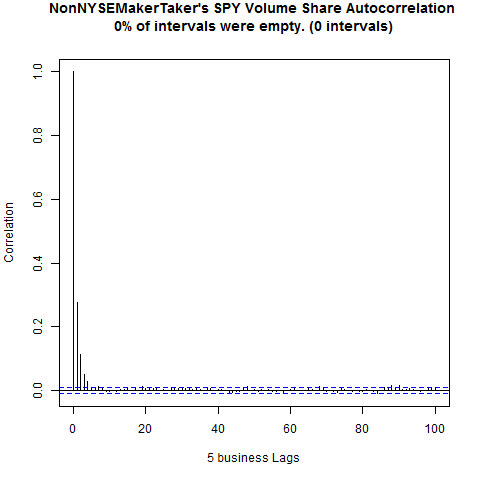 NonNYSEMakerTaker's SPY Volume Share Autocorrelation
0% of intervals were empty. (0 intervals)
1.0
0.8
0.6
0.4
0.2
0.0
Correlation
0 20 40 60 80 100
5 business Lags